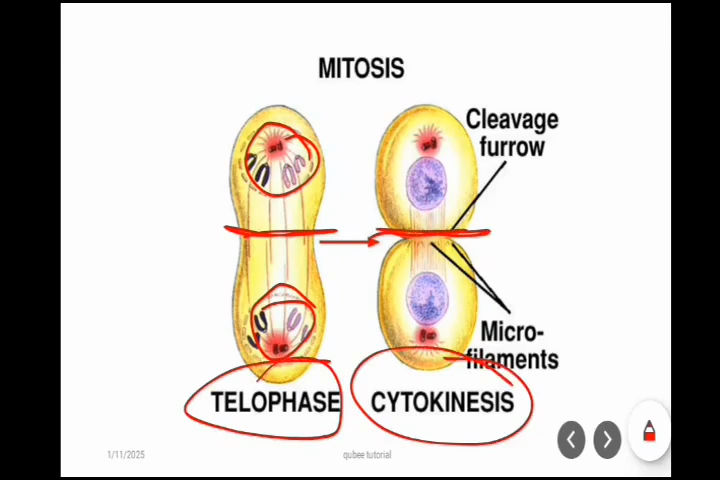 MITOSIS
Cleavage
furrow
Micro-
filaments
TELOPHASE
CYTOKINESIS
1/11/2025
qubee tutorial